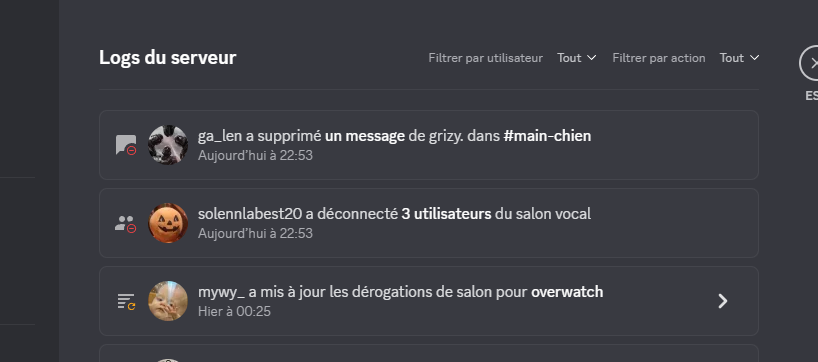 Logs du serveur Filtrer par utilisateur Tout Filtrer par action Tout
ES
ga_len a supprimé un message de grizy. dans #main-chien
Aujourd'hui à 22:53
solennlabest20 a déconnecté 3 utilisateurs du salon vocal
Aujourd'hui à 22:53
mywy_ a mis à jour les dérogations de salon pour overwatch
Hier à 00:25